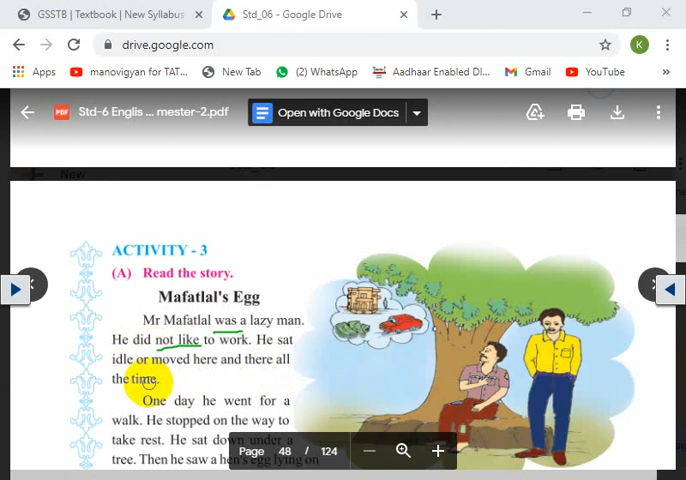 GSSTB | Textbook | New Syllabus
Std_06 - Google Drive
drive.google.com
K
Apps
manovigyan for TAT...
New Tab
(2) WhatsApp
Aadhaar Enabled DI...
Gmail
YouTube
»
PDF
Std-6 Englis ... mester-2.pdf
Open with Google Docs
New
ACTIVITY - 3
(A) Read the story.
Mafatlal's Egg
Mr Mafatlal was a lazy man.
He did not like to work. He sat
idle or moved here and there all
the time.
One day he went for a
walk. He stopped on the way to
take rest. He sat down under a
tree. Then he saw a hen's egg lying on
Page 48 / 124